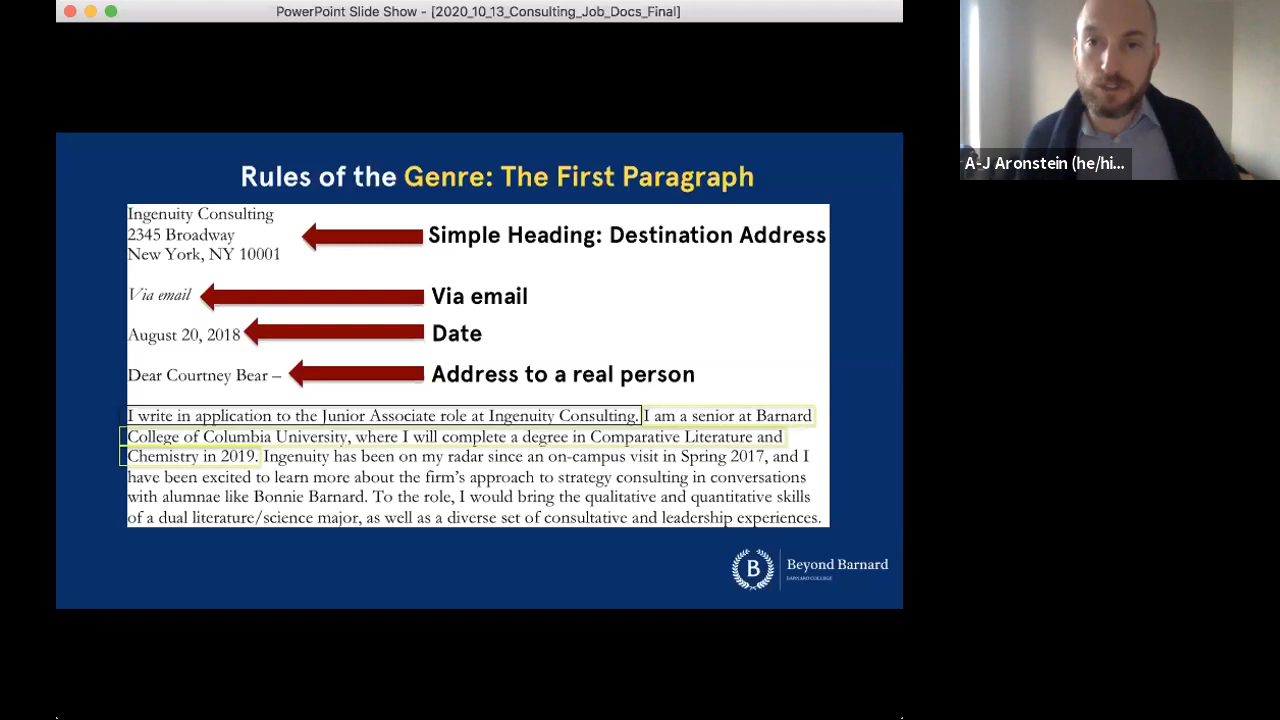 PowerPoint Slide Show - [2020_10_13_Consulting_Job_Docs_Final]
A-J Aronstein (he/hi...
Rules of the Genre: The First Paragraph
Ingenuity Consulting
2345 Broadway
New York, NY 10001
Simple Heading: Destination Address
Via email
Via email
August 20, 2018
Date
Dear Courtney Bear –
Address to a real person
I write in application to the Junior Associate role at Ingenuity Consulting. I am a senior at Barnard
College of Columbia University, where I will complete a degree in Comparative Literature and
Chemistry in 2019. Ingenuity has been on my radar since an on-campus visit in Spring 2017, and I
have been excited to learn more about the firm's approach to strategy consulting in conversations
with alumnae like Bonnie Barnard. To the role, I would bring the qualitative and quantitative skills
of a dual literature/science major, as well as a diverse set of consultative and leadership experiences.
B
Beyond Barnard
BARNARD COLLEGE